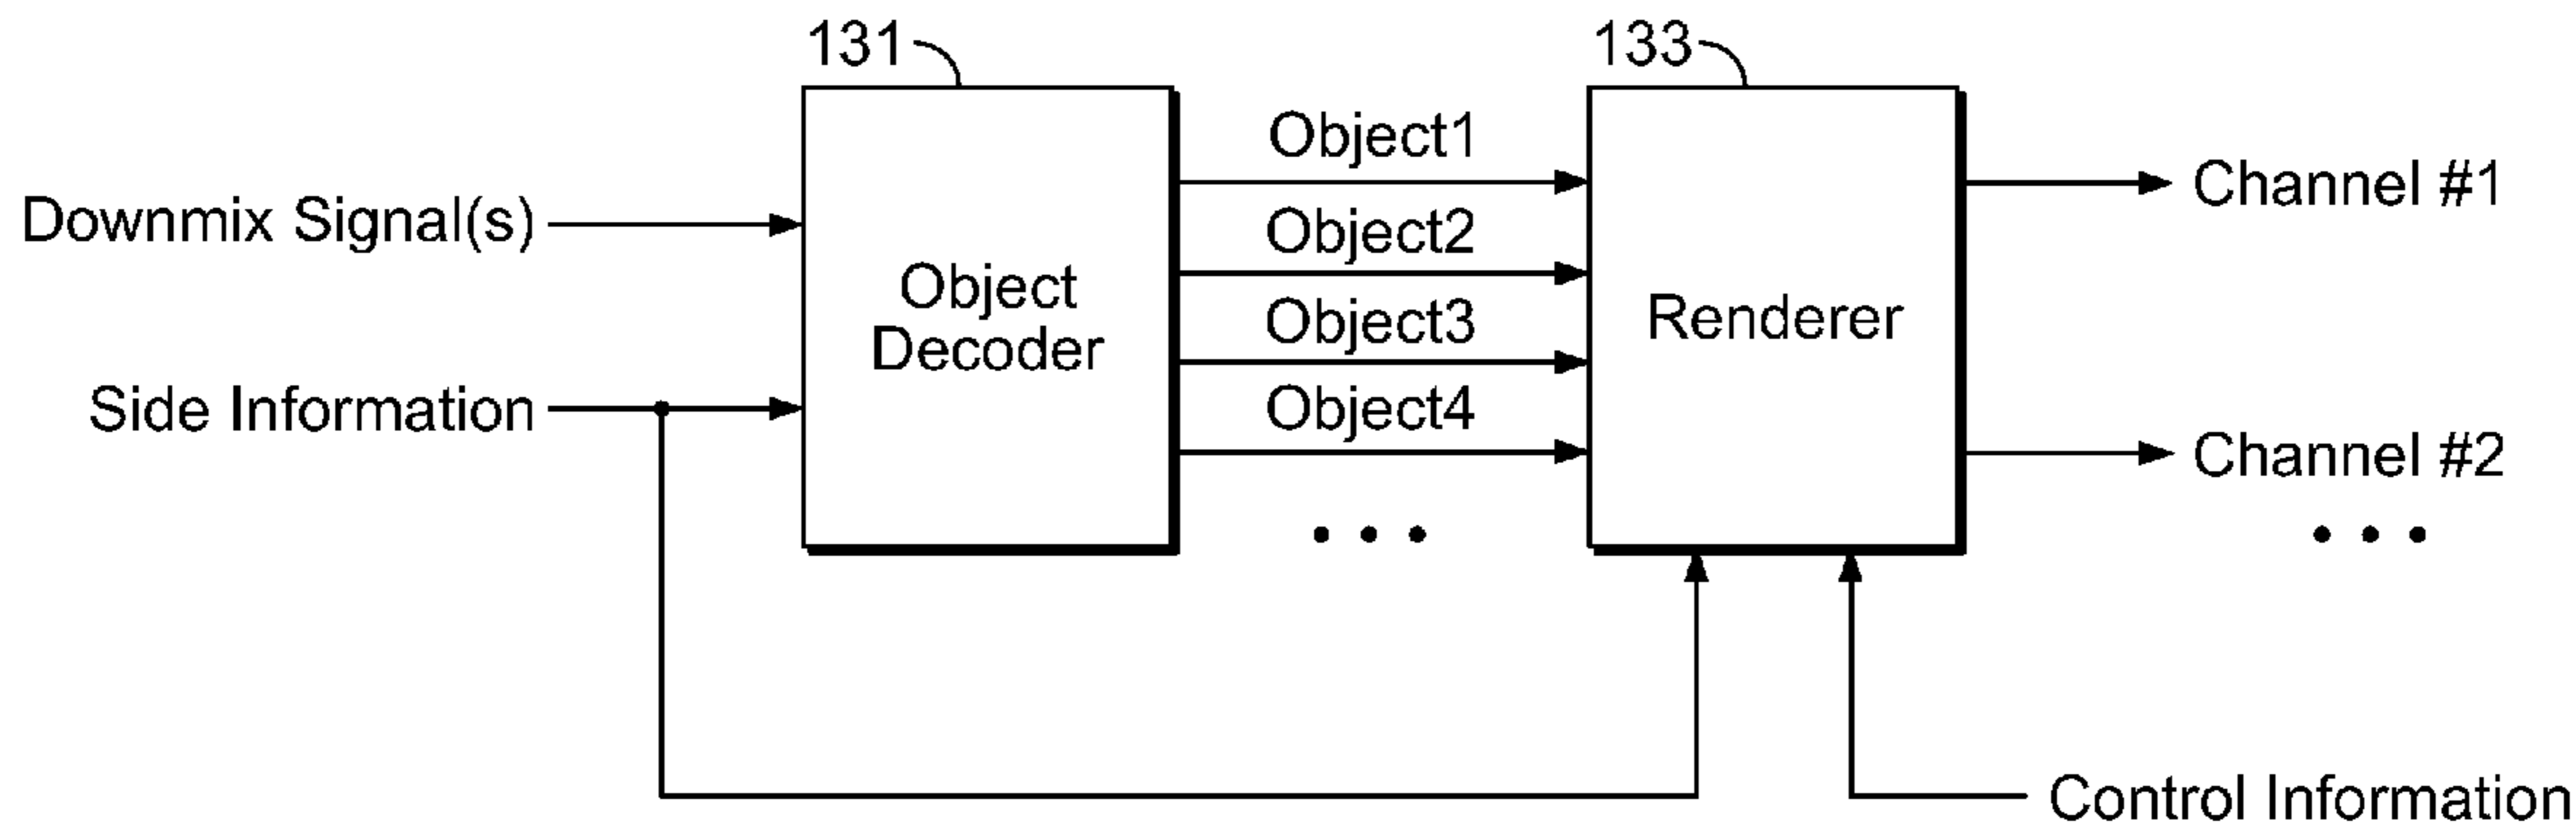 131
133
Downmix Signal(s)
Side Information
Object
Decoder
Object1
Object2
Object3
Object4
. . .
Renderer
Channel #1
Channel #2
. . .
Control Information